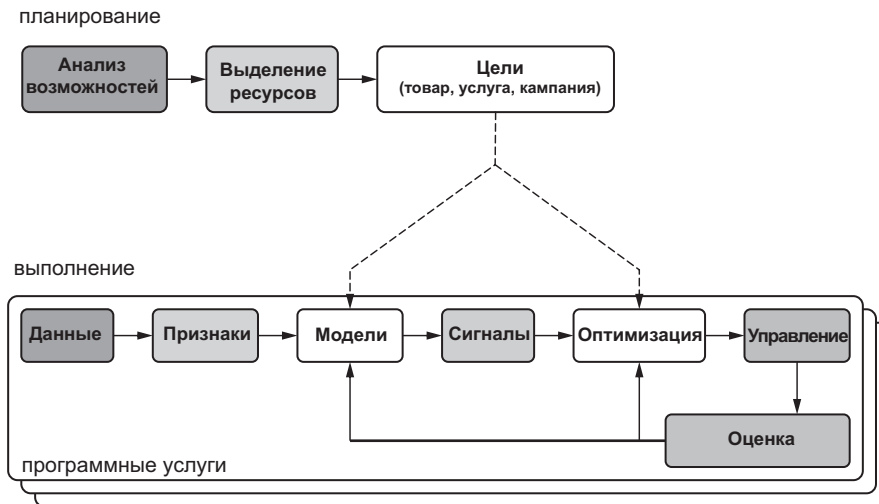 планирование
Анализ
возможностей
Выделение
ресурсов
Цели
(товар, услуга, кампания)
выполнение
Данные
Признаки
Модели
Сигналы
Оптимизация
Управление
Оценка
программные услуги